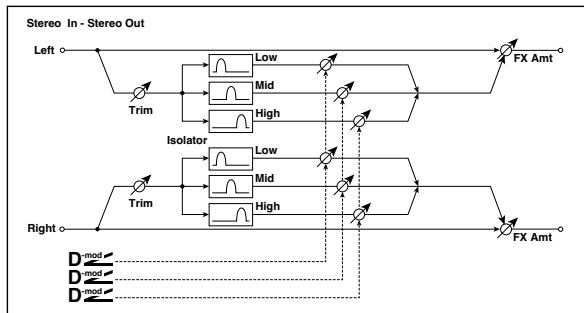 Stereo In - Stereo Out
Left
FX Amt
Low
Mid
High
Trim
Isolator
Low
Mid
High
Trim
Right
FX Amt
D-mod
D-mod
D-mod